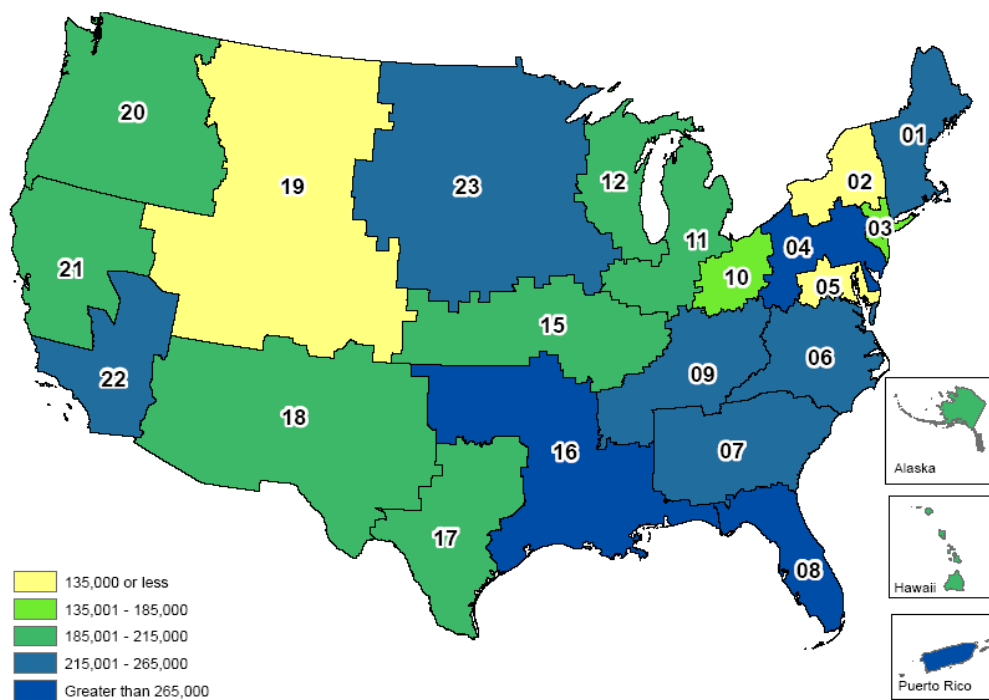 20
19
23
12
01
02
03
11
04
21
10
05
15
22
09
06
18
16
07
17
08
Alaska
Hawaii
Puerto Rico
135,000 or less
135,001 - 185,000
185,001 - 215,000
215,001 - 265,000
Greater than 265,000